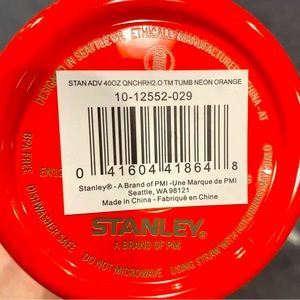 DESIGNED IN SEATTLE WA
ETHICALLY MANUFACTURED
STAN ADV 40OZ QNCHRH2.O TM TUMB NEON ORANGE
10-12552-029
0 41604 41864 8
Stanley® - A Brand of PMI -Une Marque de PMI
Seattle, WA 98121
Made in China - Fabriqué en Chine
BPA FREE
DISHWASHER SAFE
STANLEY
A BRAND OF PMI
DO NOT MICROWAVE